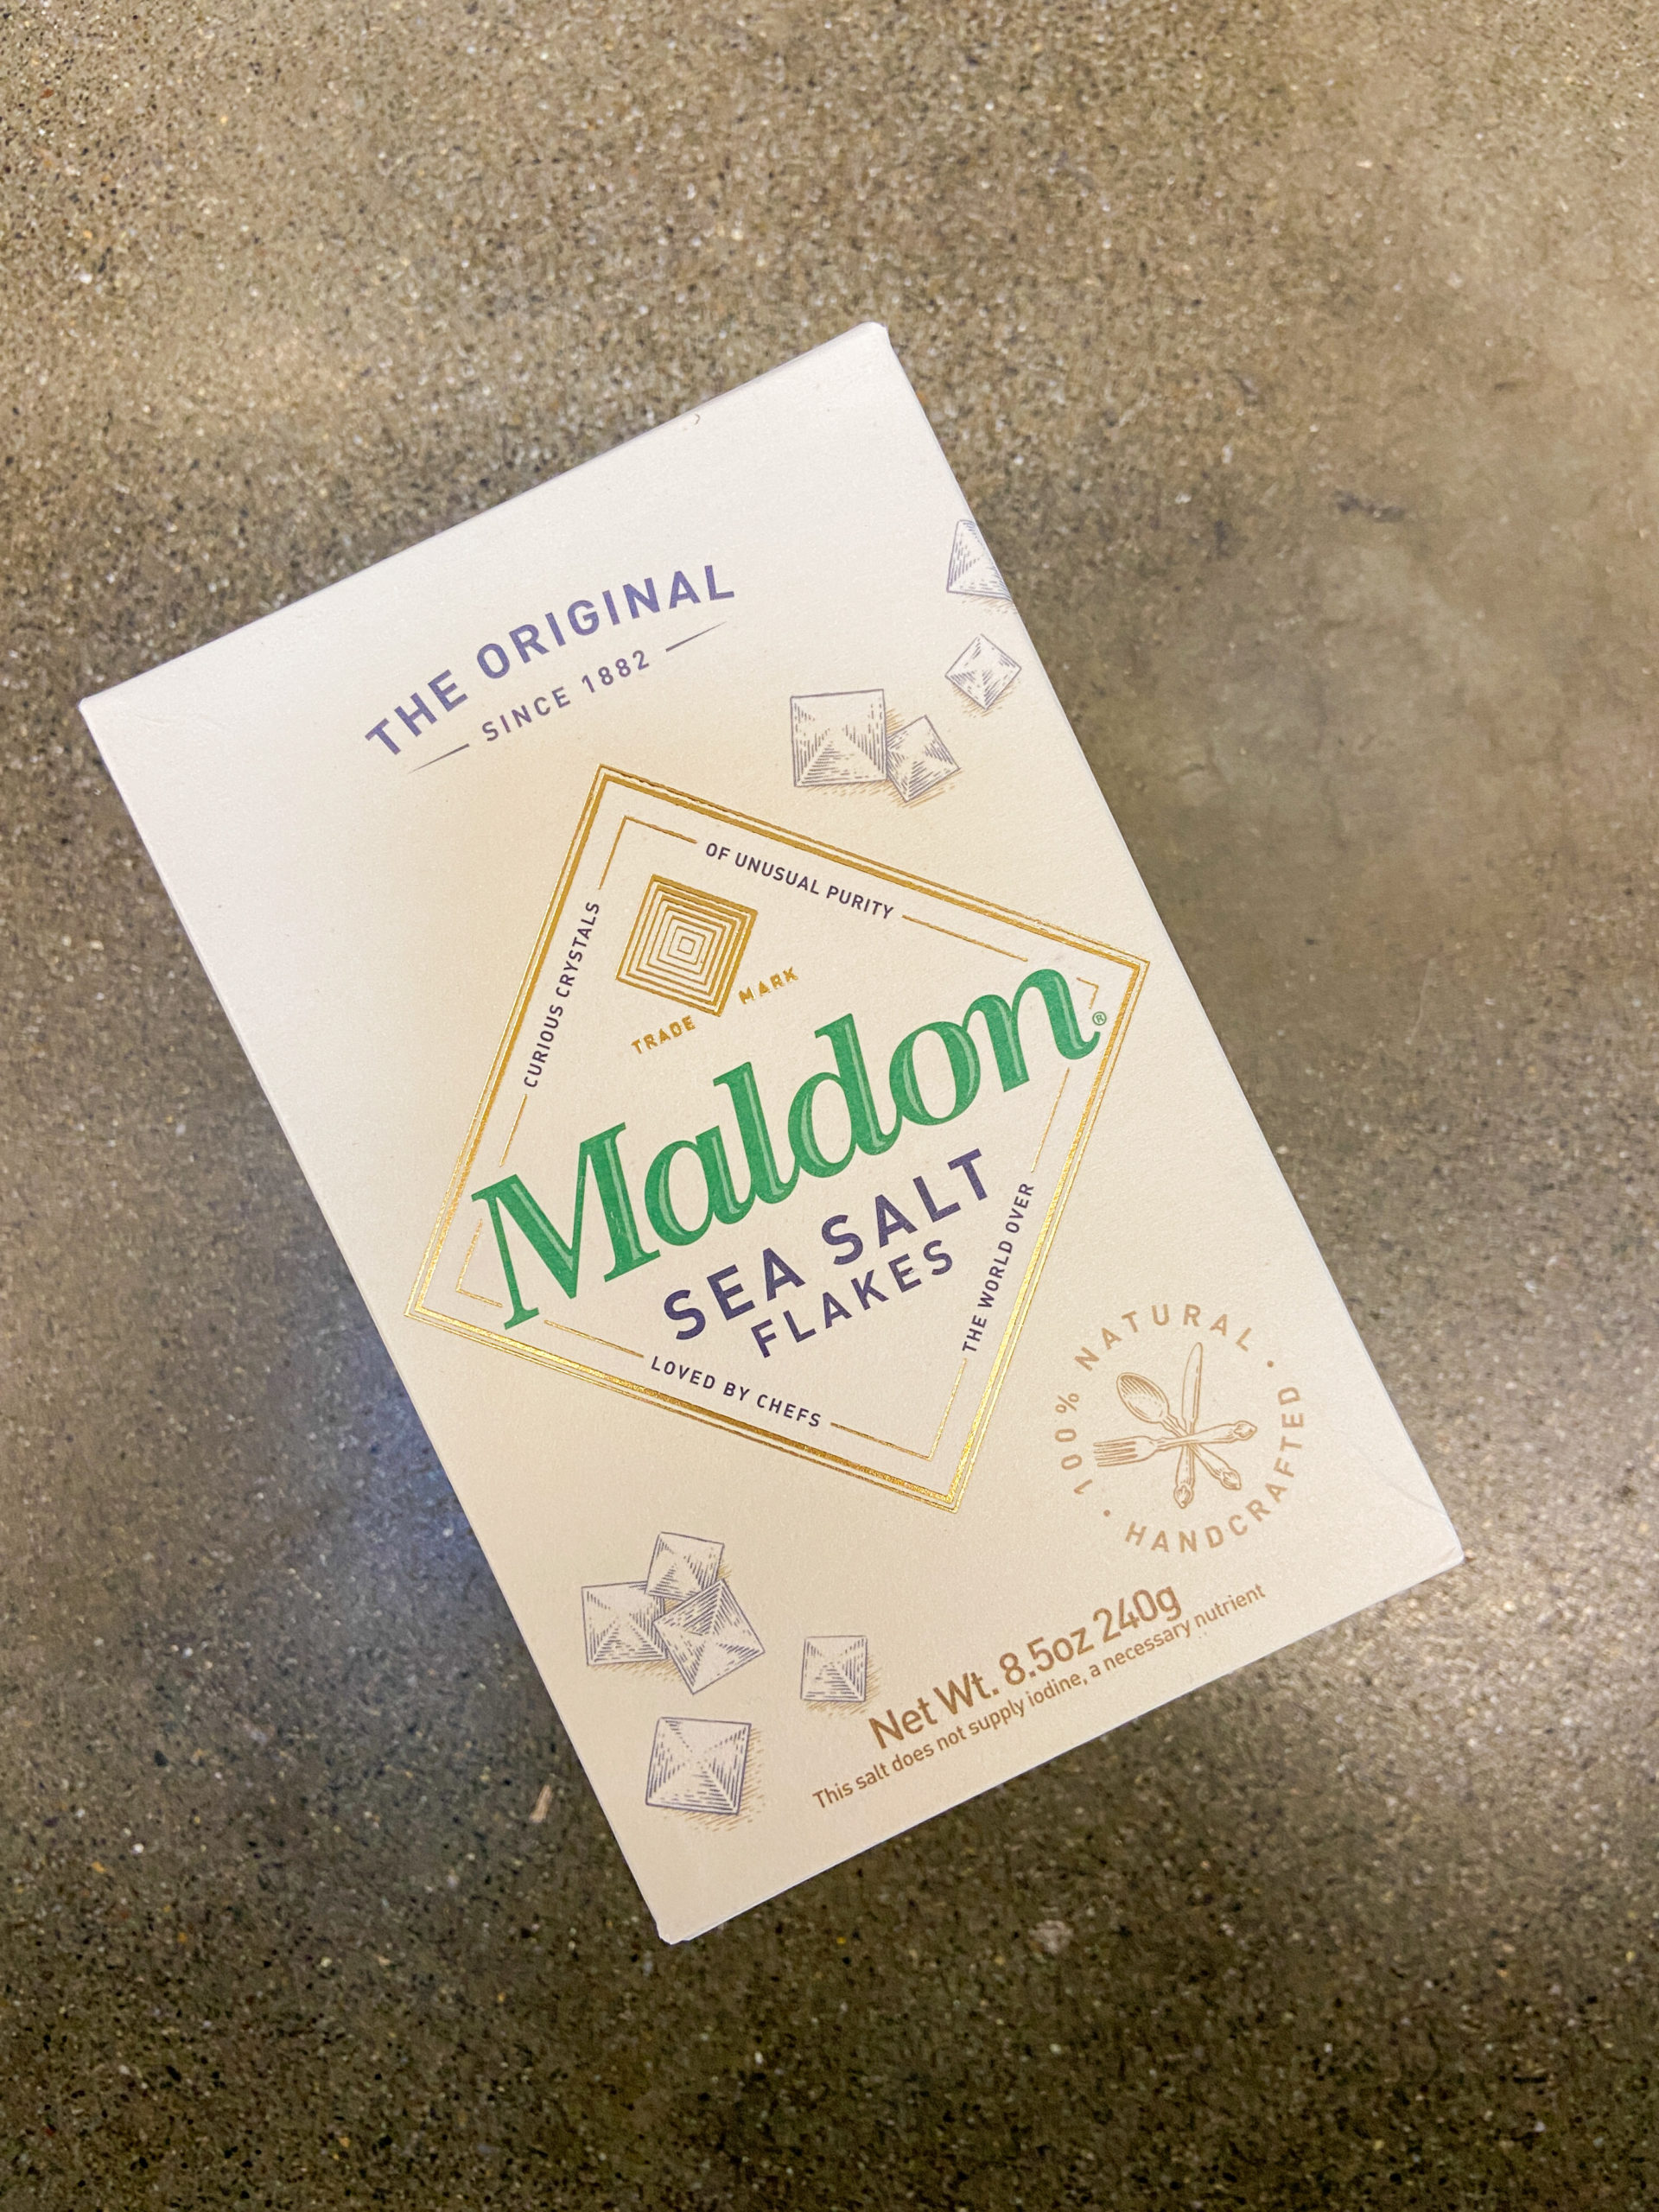 THE ORIGINAL
SINCE 1882
CURIOUS CRYSTALS
OF UNUSUAL PURITY
TRADE MARK
Maldon®
SEA SALT
FLAKES
LOVED BY CHEFS
THE WORLD OVER
100% NATURAL
HANDCRAFTED
Net Wt. 8.5oz 240g
This salt does not supply iodine, a necessary nutrient